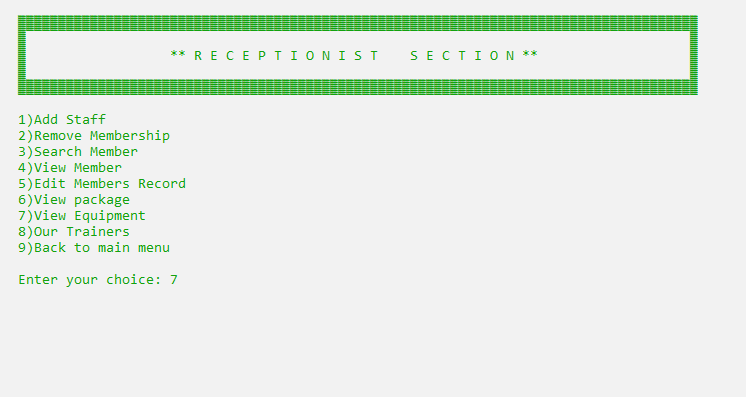 ** R E C E P T I O N I S T    S E C T I O N **
1)Add Staff
2)Remove Membership
3)Search Member
4)View Member
5)Edit Members Record
6)View package
7)View Equipment
8)Our Trainers
9)Back to main menu
Enter your choice: 7